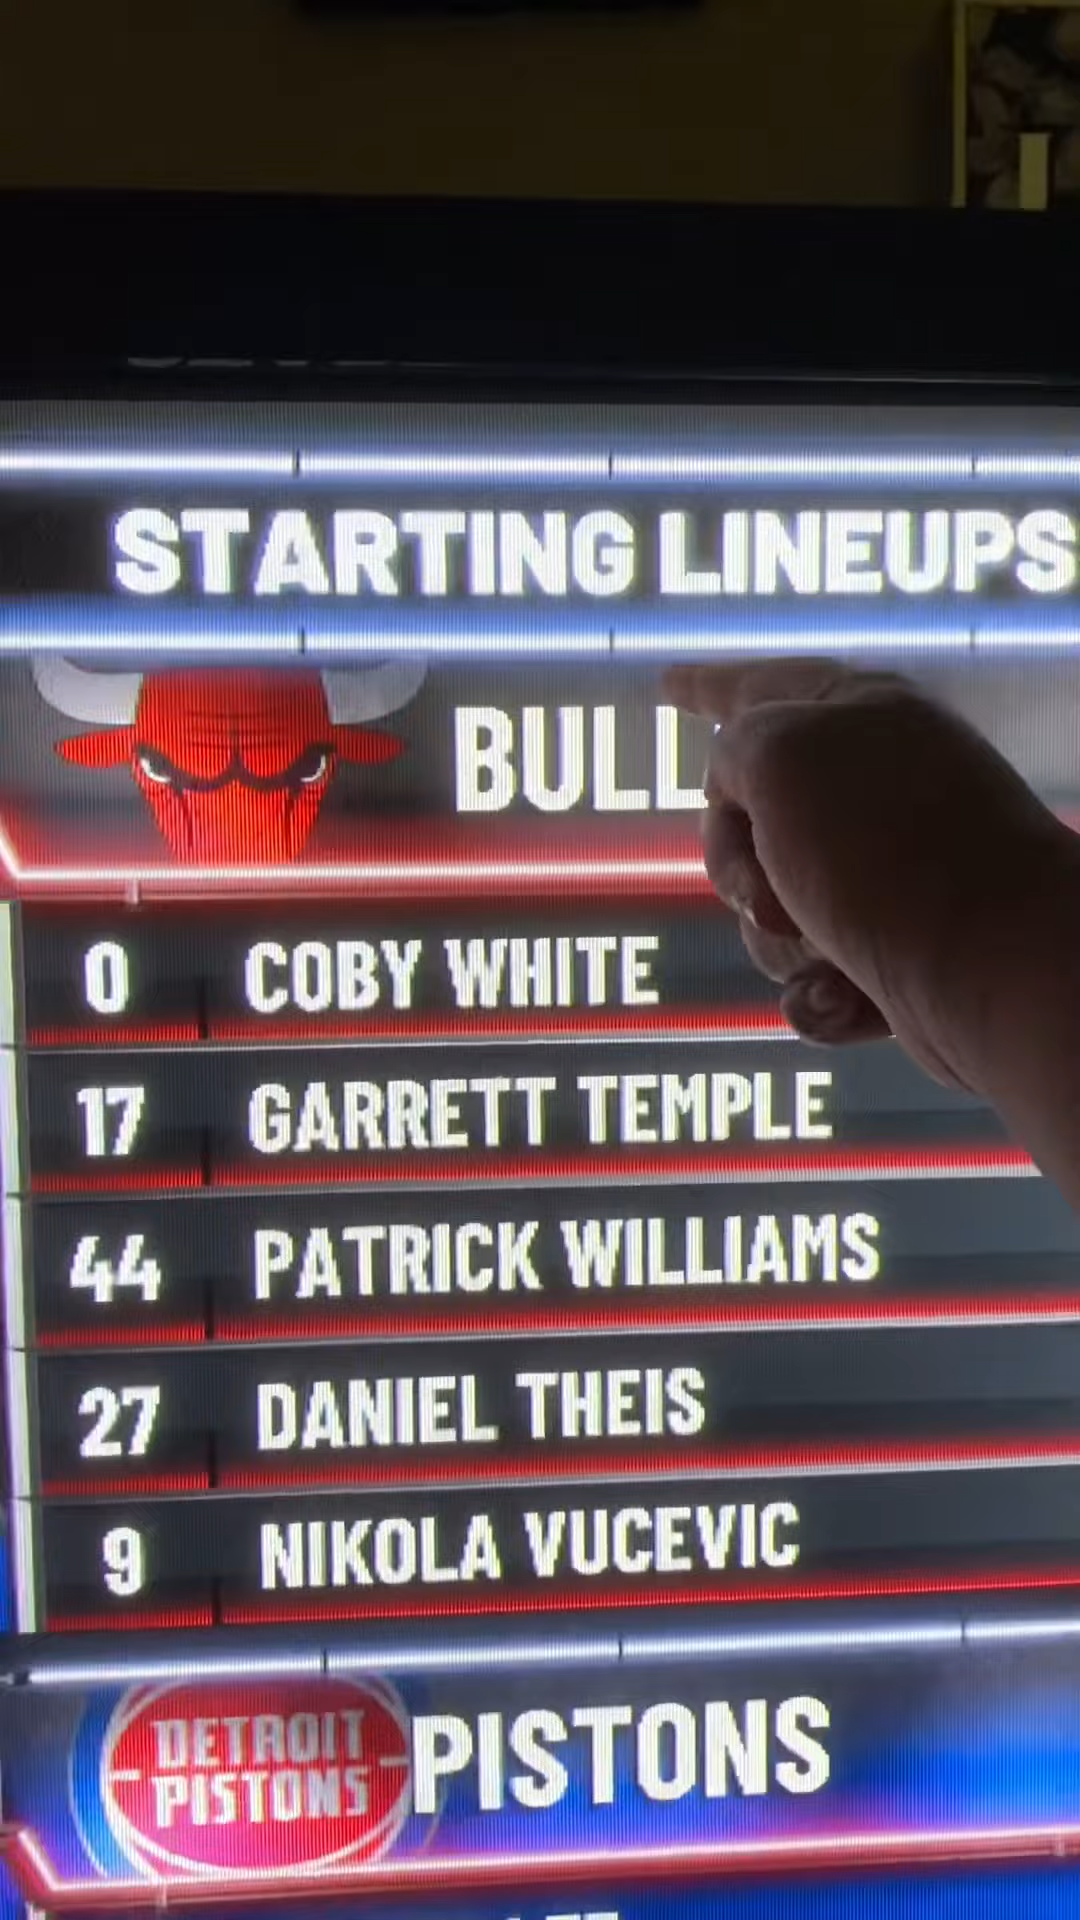 STARTING LINEUPS
BULL
0 COBY WHITE
17 GARRETT TEMPLE
44 PATRICK WILLIAMS
27 DANIEL THEIS
9 NIKOLA VUCEVIC
DETROIT
PISTONS
PISTONS